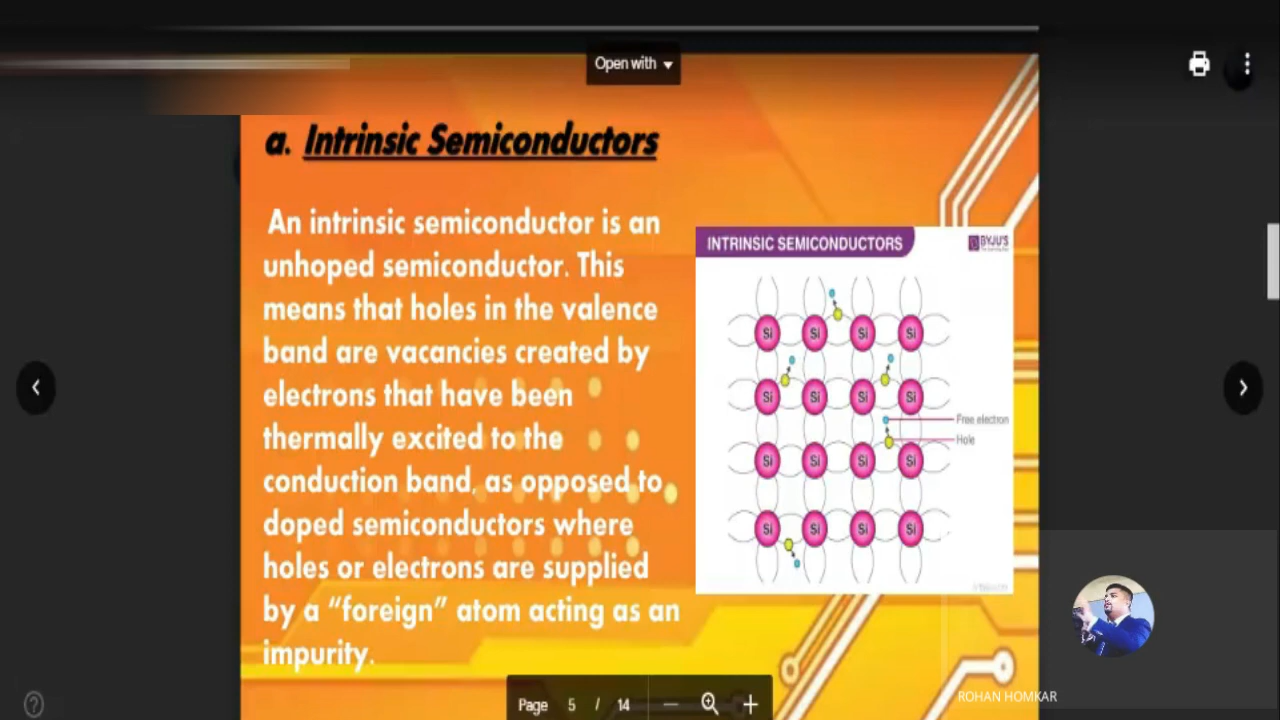 Open with
a. Intrinsic Semiconductors
An intrinsic semiconductor is an
unhoped semiconductor. This
means that holes in the valence
band are vacancies created by
electrons that have been
thermally excited to the
conduction band, as opposed to
doped semiconductors where
holes or electrons are supplied
by a “foreign” atom acting as an
impurity.
INTRINSIC SEMICONDUCTORS
BYJU'S
Si Si Si Si
Si Si Si Si
Free electron
Hole
Si Si Si Si
Si Si Si Si
Page 5 / 14
ROHAN HOMKAR